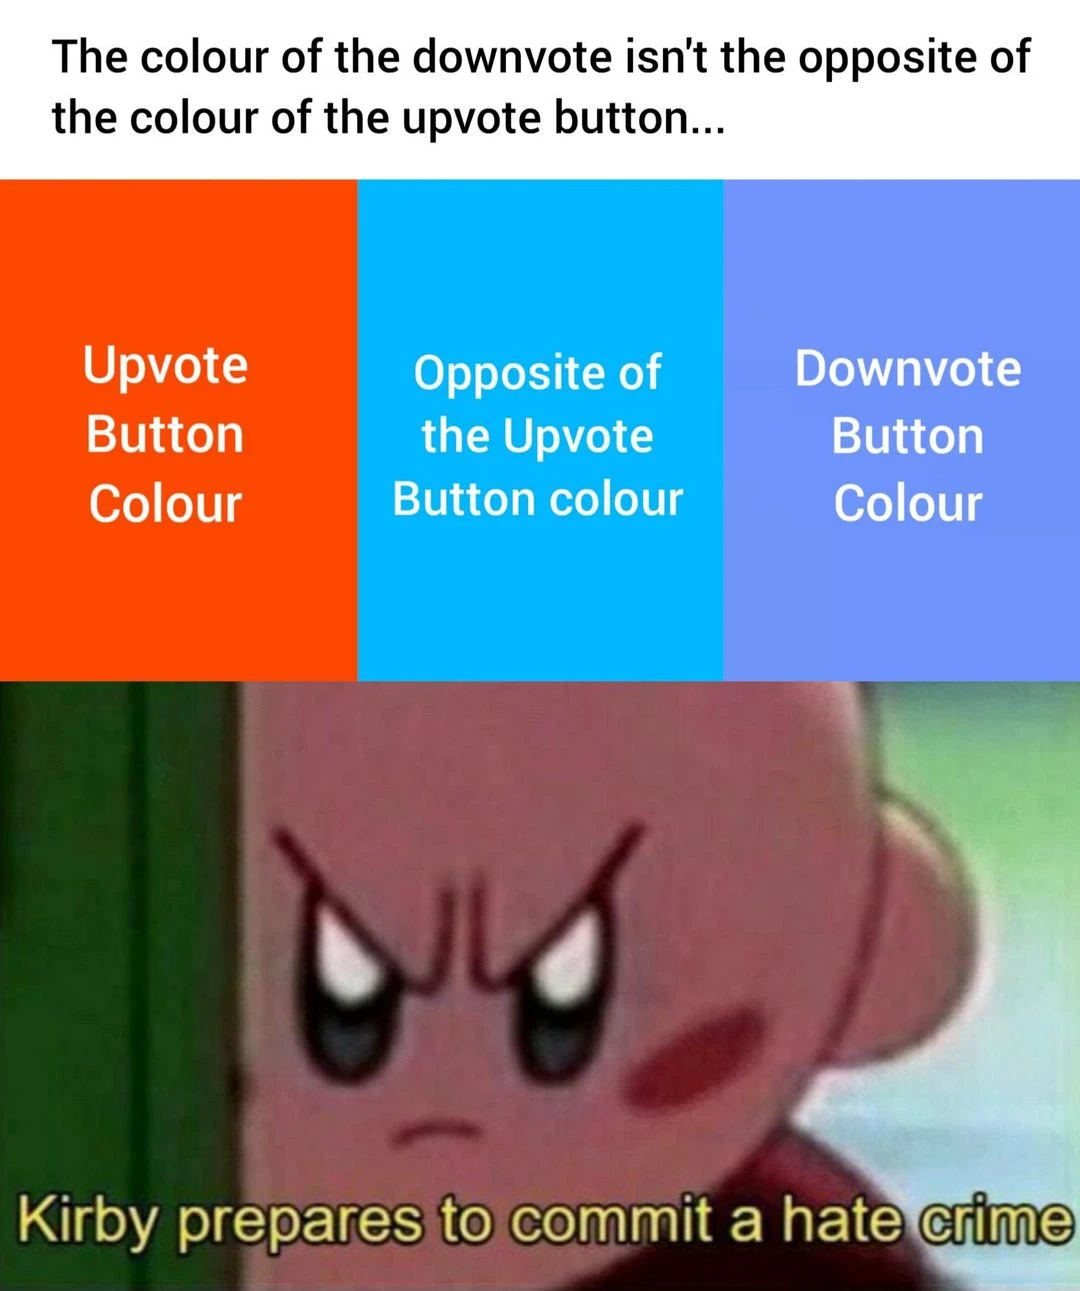 The colour of the downvote isn't the opposite of
the colour of the upvote button...
Upvote
Button
Colour
Opposite of
the Upvote
Button colour
Downvote
Button
Colour
Kirby prepares to commit a hate crime